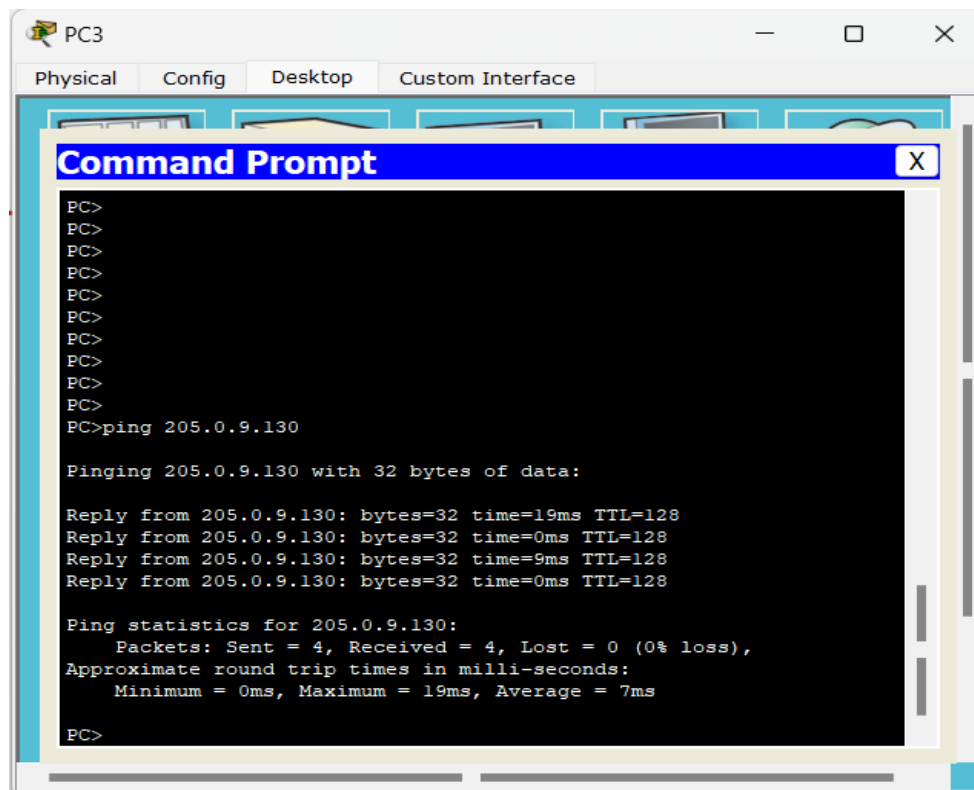 PC3
Physical Config Desktop Custom Interface
Command Prompt X
PC>
PC>
PC>
PC>
PC>
PC>
PC>
PC>
PC>
PC>
PC>ping 205.0.9.130
Pinging 205.0.9.130 with 32 bytes of data:
Reply from 205.0.9.130: bytes=32 time=19ms TTL=128
Reply from 205.0.9.130: bytes=32 time=0ms TTL=128
Reply from 205.0.9.130: bytes=32 time=9ms TTL=128
Reply from 205.0.9.130: bytes=32 time=0ms TTL=128
Ping statistics for 205.0.9.130:
Packets: Sent = 4, Received = 4, Lost = 0 (0% loss),
Approximate round trip times in milli-seconds:
Minimum = 0ms, Maximum = 19ms, Average = 7ms
PC>